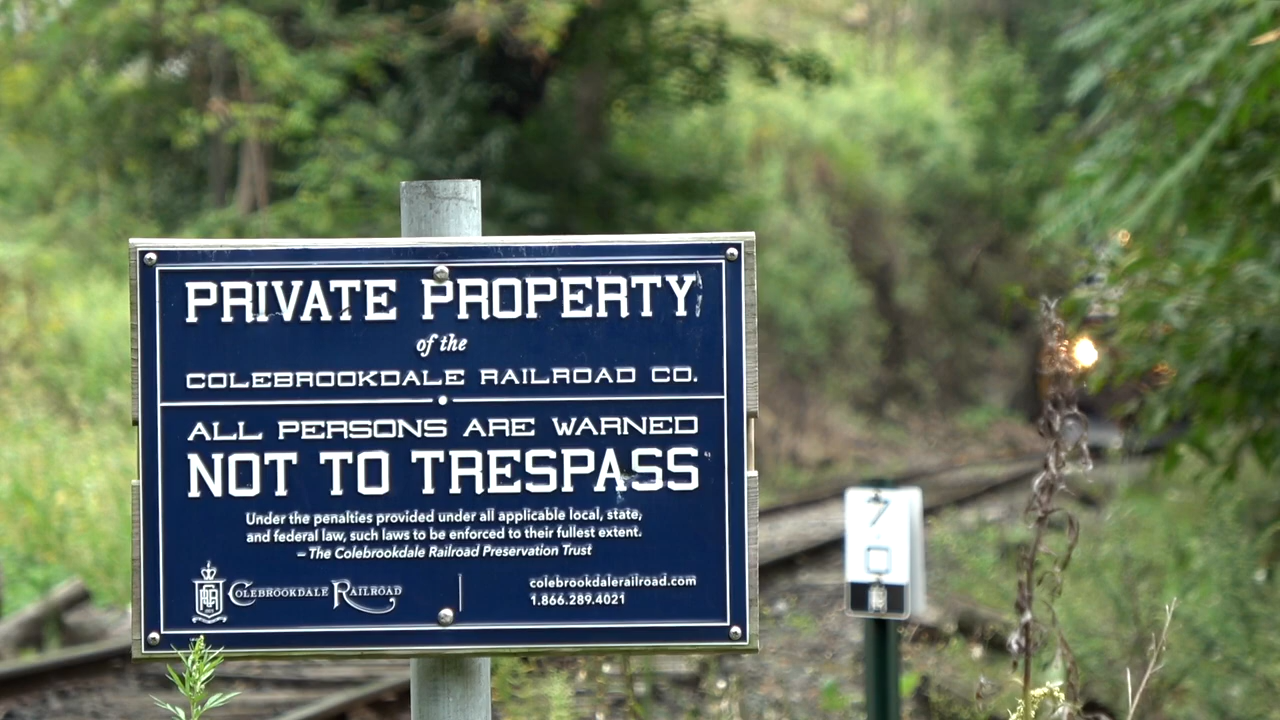 PRIVATE PROPERTY
of the
COLEBROOKDALE RAILROAD CO.
ALL PERSONS ARE WARNED
NOT TO TRESPASS
Under the penalties provided under all applicable local, state,
and federal law, such laws to be enforced to their fullest extent.
– The Colebrookdale Railroad Preservation Trust
COLEBROOKDALE RAILROAD
colebrookdalerailroad.com
1.866.289.4021
7
0